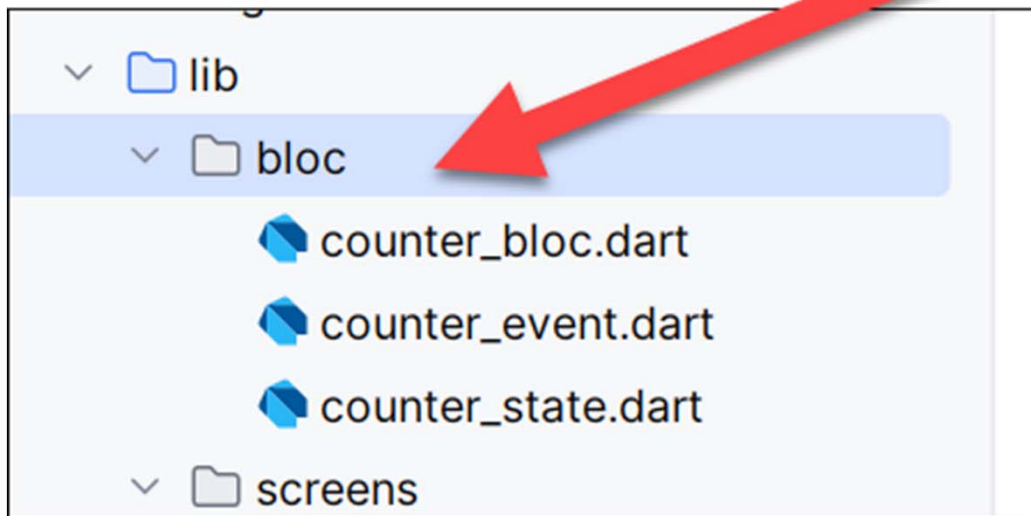 lib
bloc
counter_bloc.dart
counter_event.dart
counter_state.dart
screens